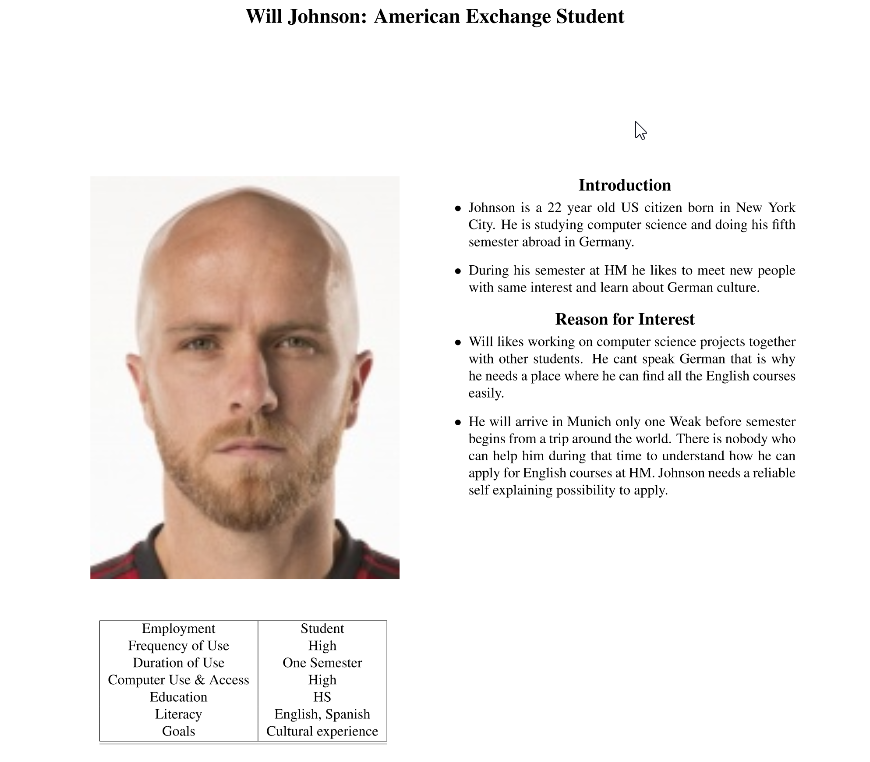 Will Johnson: American Exchange Student
Introduction
• Johnson is a 22 year old US citizen born in New York
City. He is studying computer science and doing his fifth
semester abroad in Germany.
• During his semester at HM he likes to meet new people
with same interest and learn about German culture.
Reason for Interest
• Will likes working on computer science projects together
with other students. He cant speak German that is why
he needs a place where he can find all the English courses
easily.
• He will arrive in Munich only one Weak before semester
begins from a trip around the world. There is nobody who
can help him during that time to understand how he can
apply for English courses at HM. Johnson needs a reliable
self explaining possibility to apply.
Employment Student
Frequency of Use High
Duration of Use One Semester
Computer Use & Access High
Education HS
Literacy English, Spanish
Goals Cultural experience